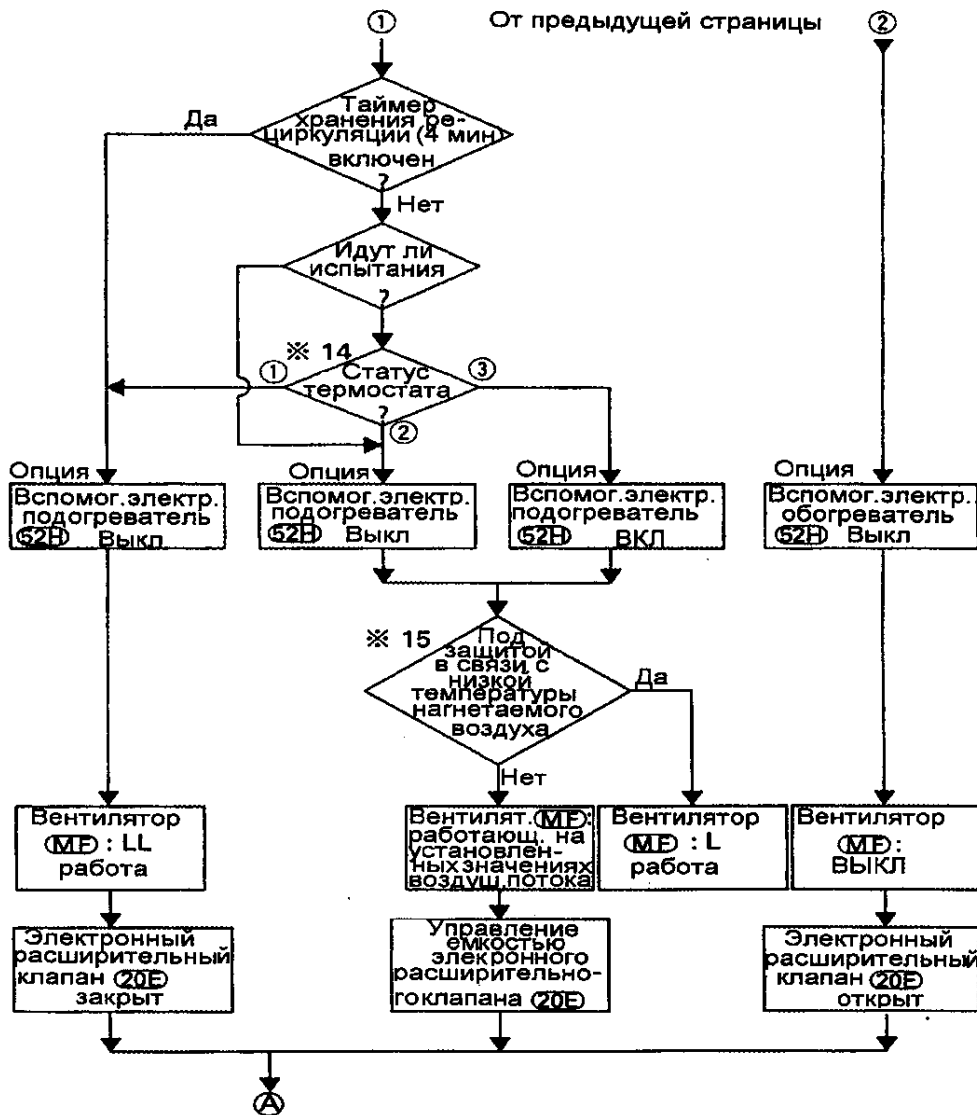 ① От предыдущей страницы ②
Таймер
хранения ре-
циркуляции (4 мин)
включен
?
Да
Нет
Идут ли
испытания
?
※ 14
① Статус ③
термостата
?
②
Опция
Вспомог.электр.
подогреватель
52H Выкл
Опция
Вспомог.электр.
подогреватель
52H Выкл
Опция
Вспомог.электр.
подогреватель
52H ВКЛ
Опция
Вспомог.электр.
обогреватель
52H Выкл
※ 15
Под
защитой
в связи с
низкой
температуры
нагнетаемого
воздуха
Да
Нет
Вентилятор
MF : LL
работа
Вентилят. MF:
работающ. на
установлен-
ных значениях
воздуш.потока
Вентилятор
MF : L
работа
Вентилятор
MF :
ВЫКЛ
Электронный
расширительный
клапан 20E
закрыт
Управление
емкостью
элекронного
расширительно-
го клапана 20E
Электронный
расширительный
клапан 20E
открыт
A